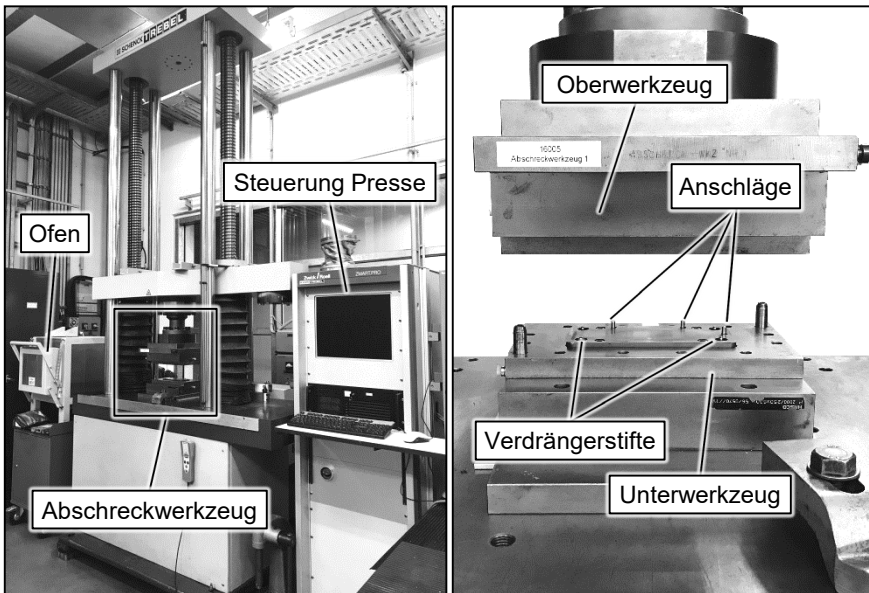 SCHENCK TREBEL
Steuerung Presse
Ofen
Zwick / Roell
Abschreckwerkzeug
Oberwerkzeug
16005
Abschreckwerkzeug 1
Anschläge
Verdrängerstifte
Unterwerkzeug